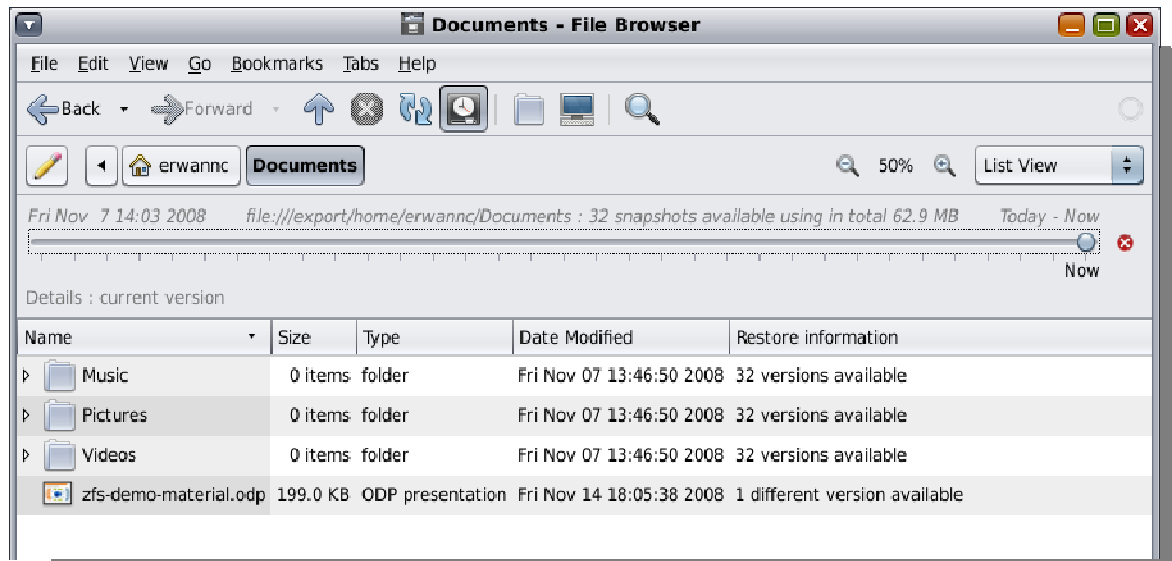 Documents - File Browser
File Edit View Go Bookmarks Tabs Help
Back Forward
erwannc Documents 50% List View
Fri Nov 7 14:03 2008 file:///export/home/erwannc/Documents : 32 snapshots available using in total 62.9 MB Today - Now
Now
Details : current version
Name Size Type Date Modified Restore information
Music 0 items folder Fri Nov 07 13:46:50 2008 32 versions available
Pictures 0 items folder Fri Nov 07 13:46:50 2008 32 versions available
Videos 0 items folder Fri Nov 07 13:46:50 2008 32 versions available
zfs-demo-material.odp 199.0 KB ODP presentation Fri Nov 14 18:05:38 2008 1 different version available